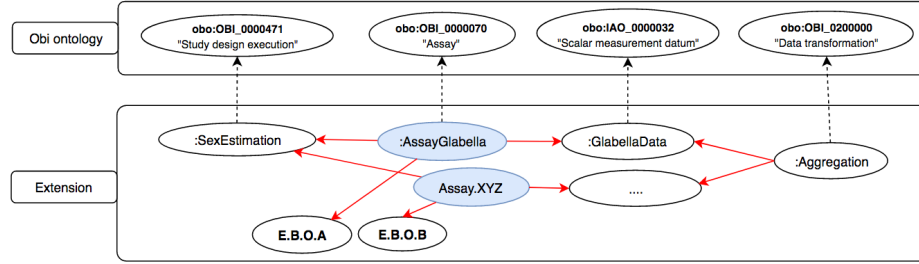 Obi ontology
obo:OBI_0000471
"Study design execution"
obo:OBI_0000070
"Assay"
obo:IAO_0000032
"Scalar measurement datum"
obo:OBI_0200000
"Data transformation"
Extension
:SexEstimation
:AssayGlabella
:GlabellaData
:Aggregation
Assay.XYZ
....
E.B.O.A
E.B.O.B